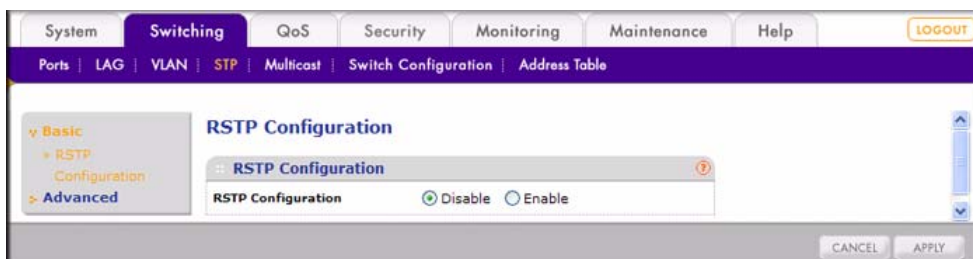 System Switching QoS Security Monitoring Maintenance Help LOGOUT
Ports LAG VLAN STP Multicast Switch Configuration Address Table
Basic
RSTP Configuration
Advanced
RSTP Configuration
RSTP Configuration ?
RSTP Configuration Disable Enable
CANCEL APPLY